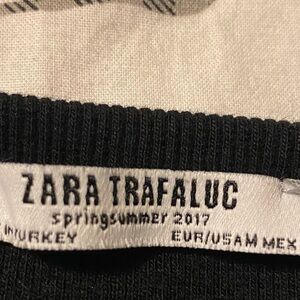 ZARA TRAFALUC
springsummer 2017
IN TURKEY EUR/USA M MEX